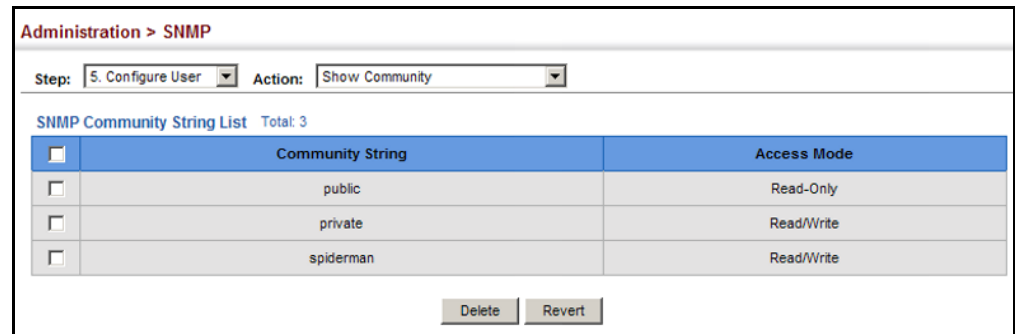 Administration > SNMP
Step: 5. Configure User Action: Show Community
SNMP Community String List Total: 3
Community String Access Mode
public Read-Only
private Read/Write
spiderman Read/Write
Delete Revert